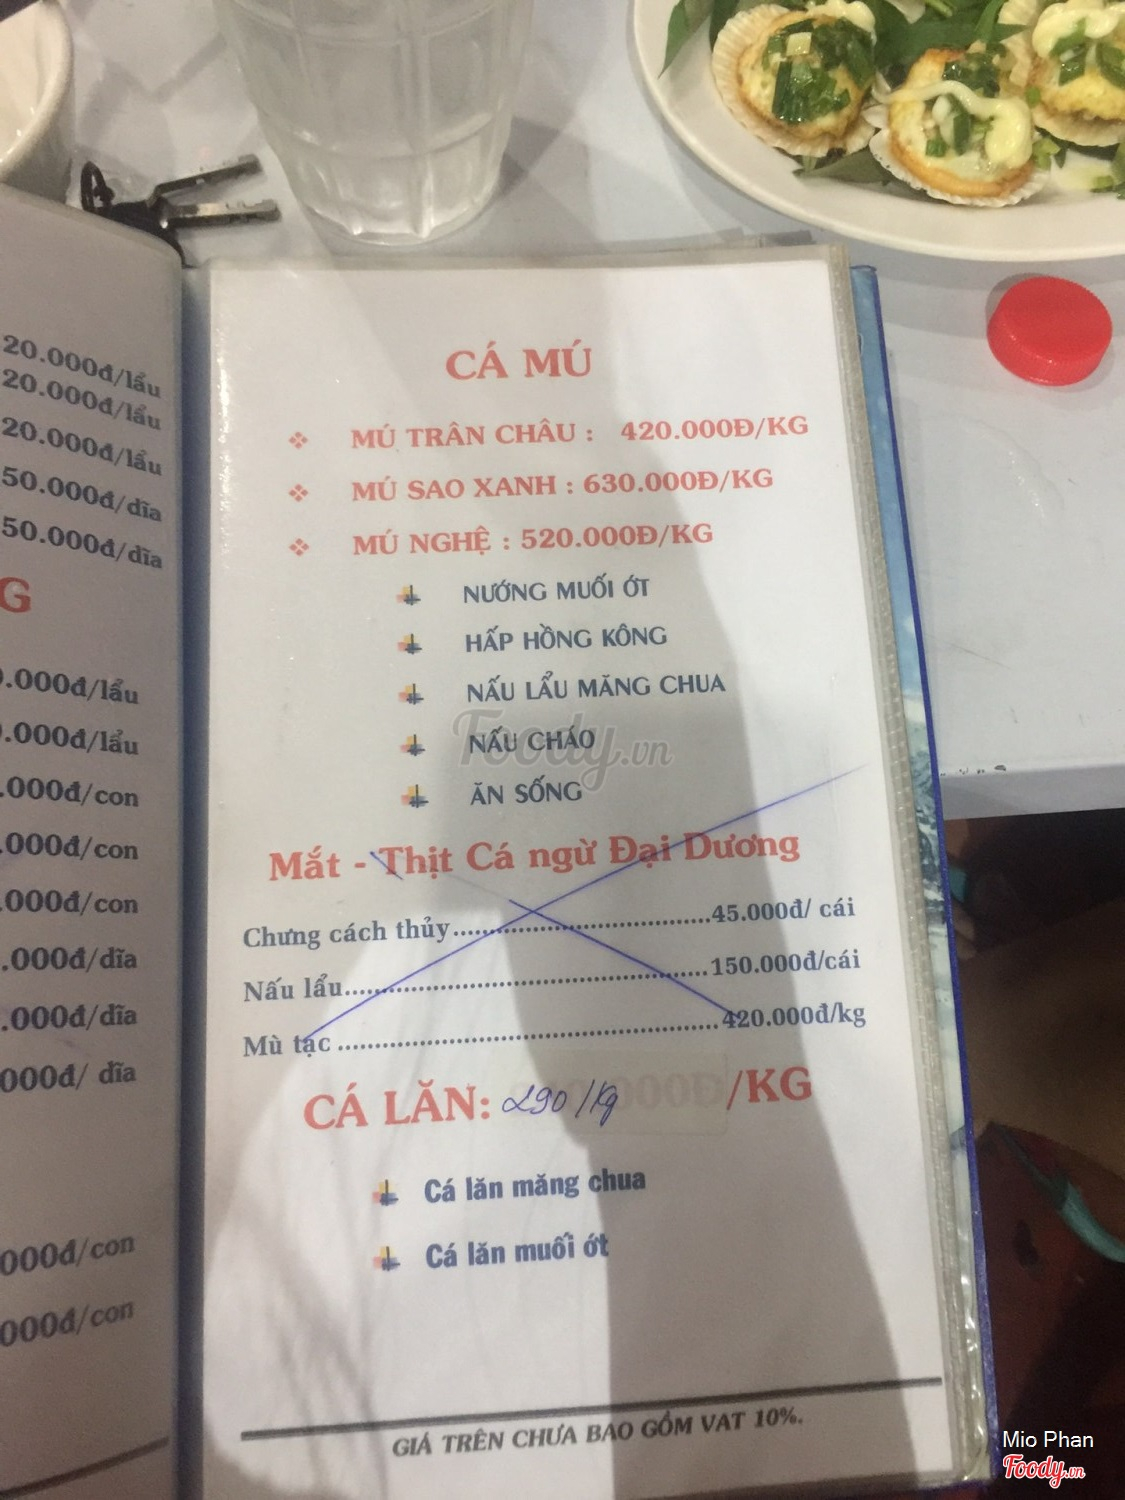 20.000đ/lẩu
20.000đ/lẩu
20.000đ/lẩu
50.000đ/dĩa
50.000đ/dĩa
G
.000đ/lẩu
.000đ/lẩu
.000đ/con
.000đ/con
.000đ/con
.000đ/dĩa
.000đ/dĩa
000đ/ dĩa
000đ/con
000đ/con
CÁ MÚ
MÚ TRÂN CHÂU : 420.000Đ/KG
MÚ SAO XANH : 630.000Đ/KG
MÚ NGHỆ : 520.000Đ/KG
NƯỚNG MUỐI ỚT
HẤP HỒNG KÔNG
NẤU LẨU MĂNG CHUA
Foody.vn
NẤU CHÁO
ĂN SỐNG
Mắt - Thịt Cá ngừ Đại Dương
Chưng cách thủy.................................45.000đ/ cái
Nấu lẩu..............................................150.000đ/cái
Mù tạc ................................................420.000đ/kg
CÁ LĂN: 290/kg /KG
Cá lăn măng chua
Cá lăn muối ớt
GIÁ TRÊN CHƯA BAO GỒM VAT 10%.
Mio Phan
Foody.vn